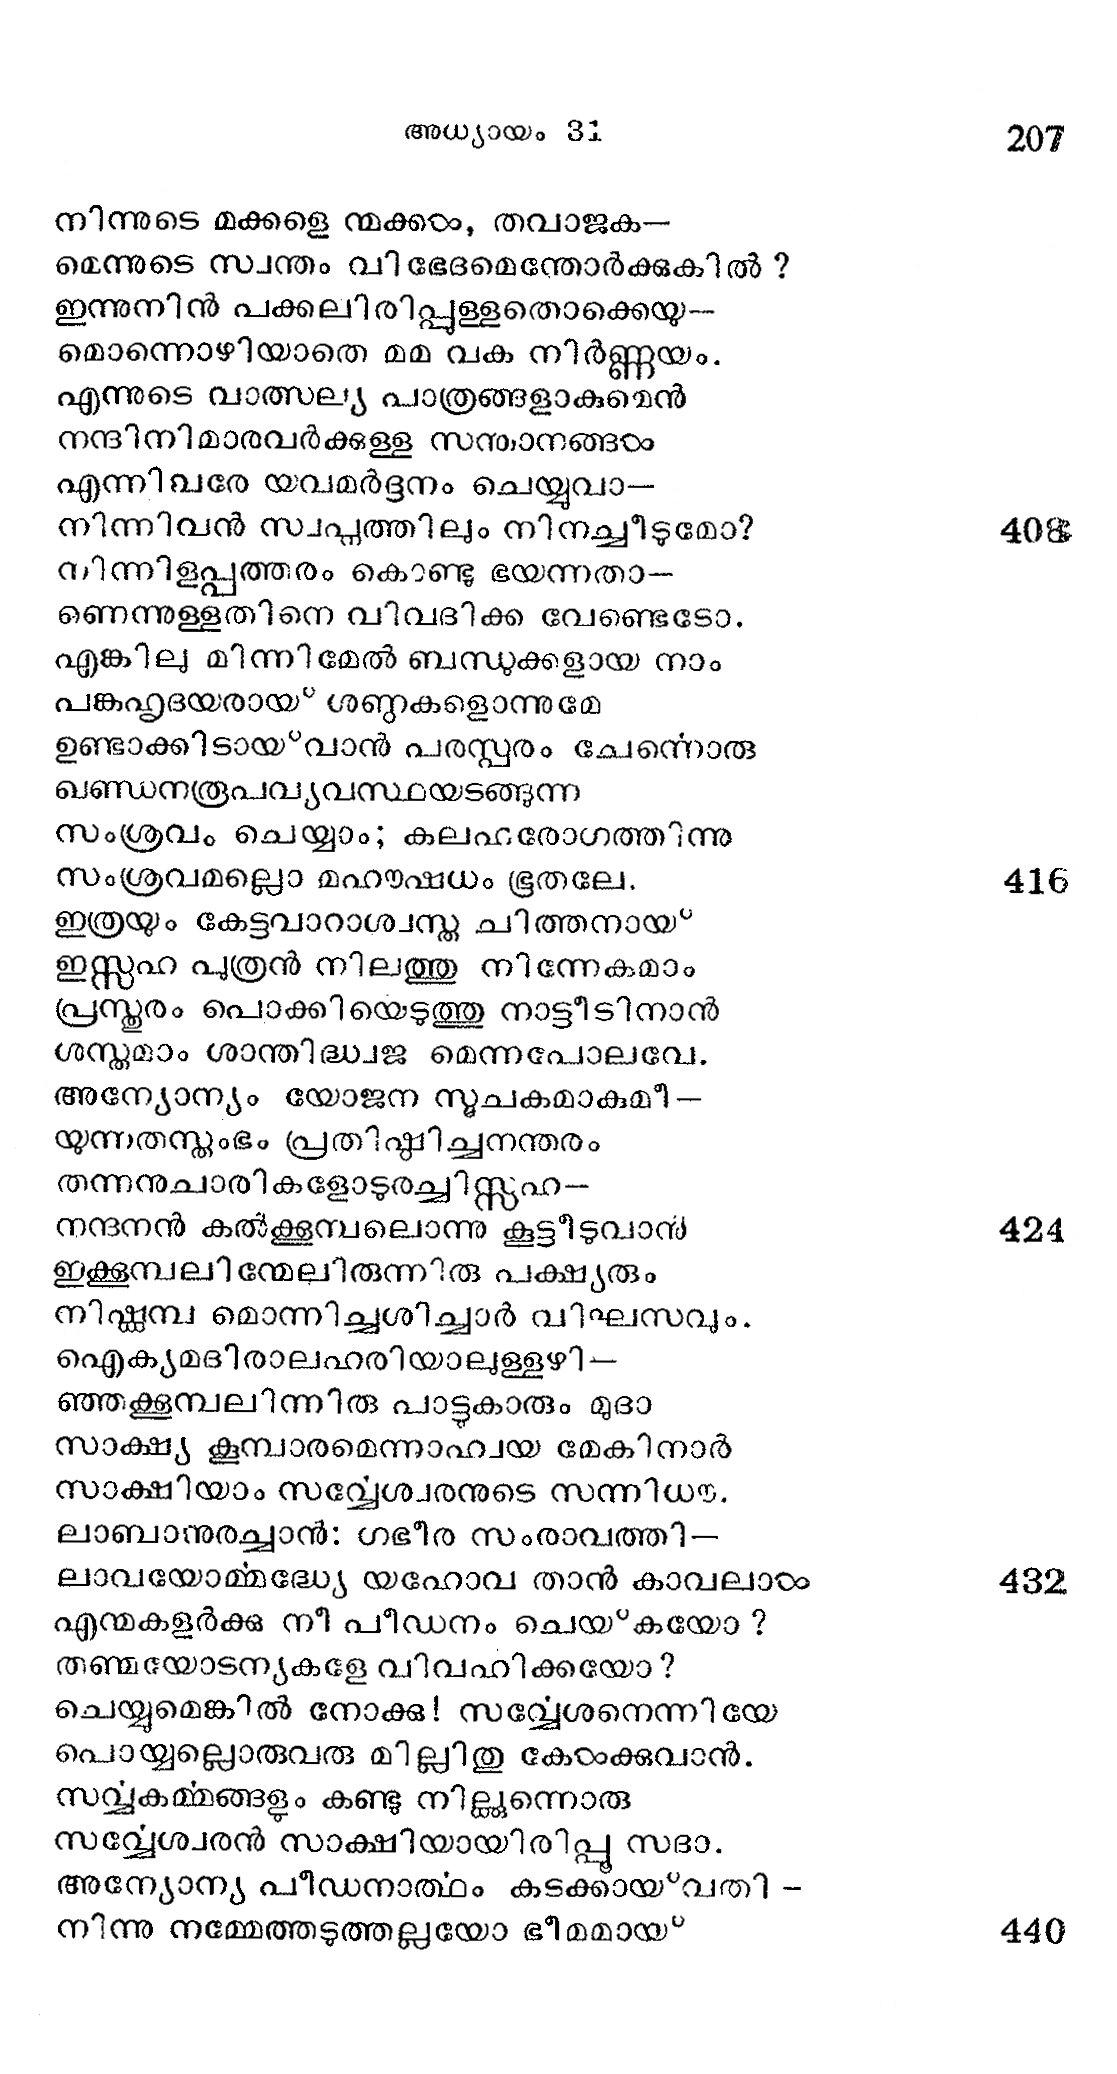 അധ്യായം 31 207
നിന്നുടെ മക്കളെ ന്മക്കൾ, തവാജക—
മെന്നുടെ സ്വന്തം വിഭേദമെന്തോർക്കുകിൽ ?
ഇന്നുനിൻ പക്കലിരിപ്പുള്ളതൊക്കെയു—
മൊന്നൊഴിയാതെ മമ വക നിർണ്ണയം.
എന്നുടെ വാത്സല്യ പാത്രങ്ങളാകുമെൻ
നന്ദിനിമാരവർക്കുള്ള സന്താനങ്ങൾ
എന്നിവരേ യവമർദ്ദനം ചെയ്യുവാ—
നിന്നിവൻ സ്വപ്നത്തിലും നിനച്ചീടുമോ? 408
നിന്നിളപ്പത്തരം കൊണ്ടു ഭയന്നതാ—
ണെന്നുള്ളതിനെ വിവദിക്ക വേണ്ടെടോ.
എങ്കിലു മിന്നിമേൽ ബന്ധുക്കളായ നാം
പങ്കഹൃദയരായ് ശണ്ഠകളൊന്നുമേ
ഉണ്ടാക്കിടായ്‌വാൻ പരസ്പരം ചേർന്നൊരു
ഖണ്ഡനരൂപവ്യവസ്ഥയടങ്ങുന്ന
സംശ്രവം ചെയ്യാം; കലഹരോഗത്തിന്നു
സംശ്രവമല്ലൊ മഹൗഷധം ഭൂതലേ. 416
ഇത്രയും കേട്ടവാറാശ്വസ്ത ചിത്തനായ്
ഇസ്സഹ പുത്രൻ നിലത്തു നിന്നേകമാം
പ്രസ്തരം പൊക്കിയെടുത്തു നാട്ടീടിനാൻ
ശസ്തമാം ശാന്തിദ്ധ്വജ മെന്നപോലവേ.
അന്യോന്യം യോജന സൂചകമാകുമീ—
യുന്നതസ്തംഭം പ്രതിഷ്ഠിച്ചനന്തരം
തന്നനുചാരികളോടുരച്ചിസ്സഹ—
നന്ദനൻ കൽക്കൂമ്പലൊന്നു കൂട്ടീടുവാൻ 424
ഇക്കൂമ്പലിന്മേലിരുന്നിരു പക്ഷ്യരും
നിഷ്കമ്പ മൊന്നിച്ചശിച്ചാർ വിഘസവും.
ഐക്യമദിരാലഹരിയാലുള്ളഴി—
ഞ്ഞക്കൂമ്പലിന്നിരു പാട്ടുകാരും മുദാ
സാക്ഷ്യ കൂമ്പാരമെന്നാഹ്വയ മേകിനാർ
സാക്ഷിയാം സർവ്വേശ്വരനുടെ സന്നിധൗ.
ലാബാനുരച്ചാൻ: ഗഭീര സംരാവത്തി—
ലാവയോർമ്മദ്ധ്യേ യഹോവ താൻ കാവലാൾ 432
എന്മകളർക്കു നീ പീഡനം ചെയ്കയോ ?
തണ്മയോടന്യകളേ വിവഹിക്കയോ?
ചെയ്യുമെങ്കിൽ നോക്കു! സർവ്വേശനെന്നിയേ
പൊയ്യല്ലൊരുവരു മില്ലിതു കേൾക്കുവാൻ.
സർവ്വകർമ്മങ്ങളും കണ്ടു നില്ക്കുന്നൊരു
സർവ്വേശ്വരൻ സാക്ഷിയായിരിപ്പൂ സദാ.
അന്യോന്യ പീഡനാർത്ഥം കടക്കായ്‌വതി —
നിന്നു നമ്മേത്തടുത്തല്ലയോ ഭീമമായ് 440